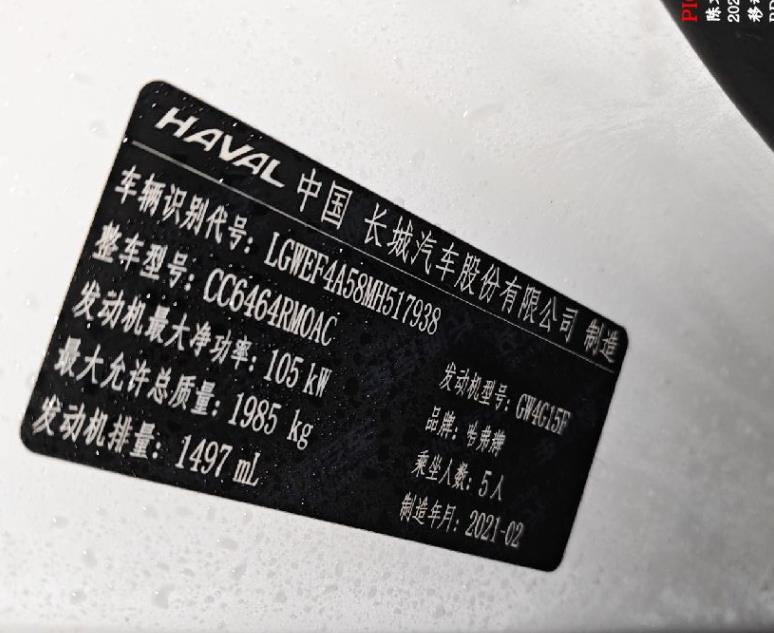 HAVAL 中国 长城汽车股份有限公司 制造
车辆识别代号: LGWEF4A58MH517938
整车型号: CC6464RM0AC
发动机最大净功率: 105 kW
发动机型号: GW4G15F
最大允许总质量: 1985 kg
品牌: 哈弗牌
发动机排量: 1497 mL
乘坐人数: 5人
制造年月: 2021-02